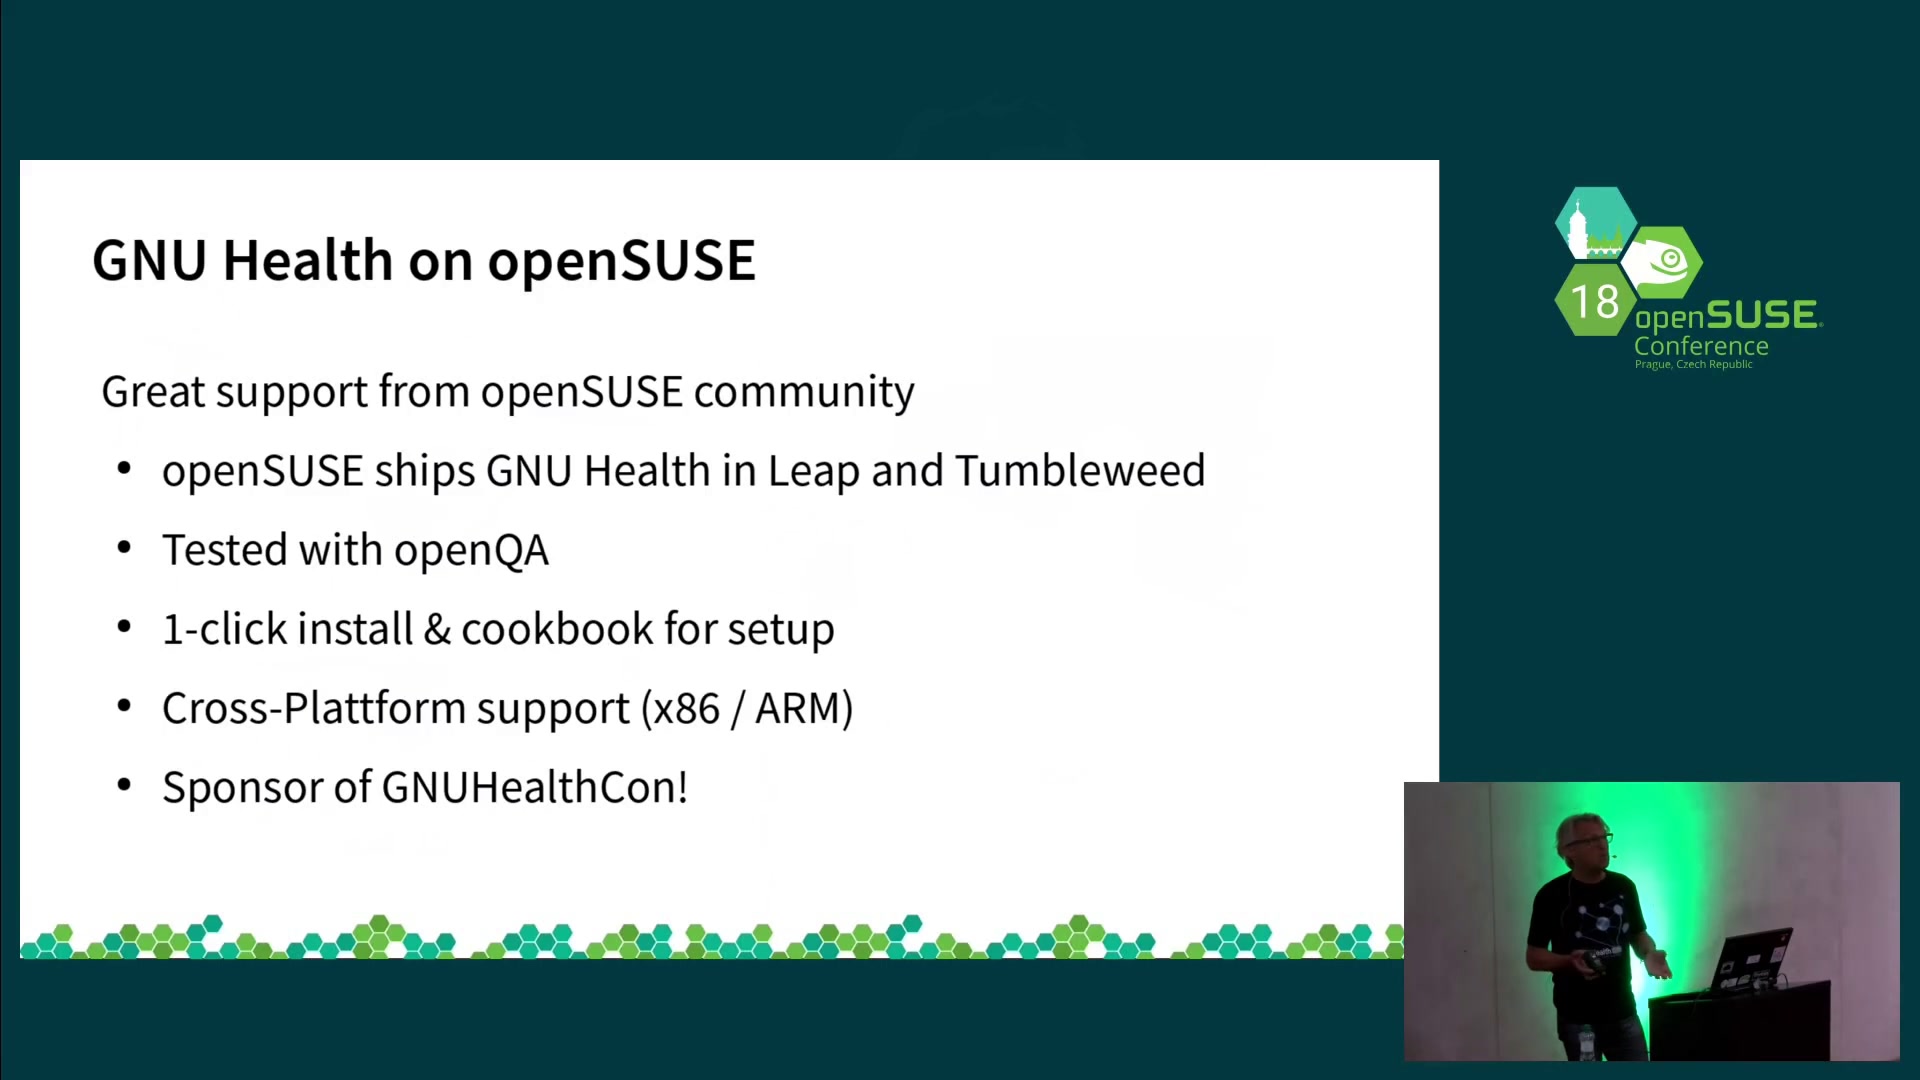 GNU Health on openSUSE
Great support from openSUSE community
• openSUSE ships GNU Health in Leap and Tumbleweed
• Tested with openQA
• 1-click install & cookbook for setup
• Cross-Plattform support (x86 / ARM)
• Sponsor of GNUHealthCon!
18
openSUSE
Conference
Prague, Czech Republic